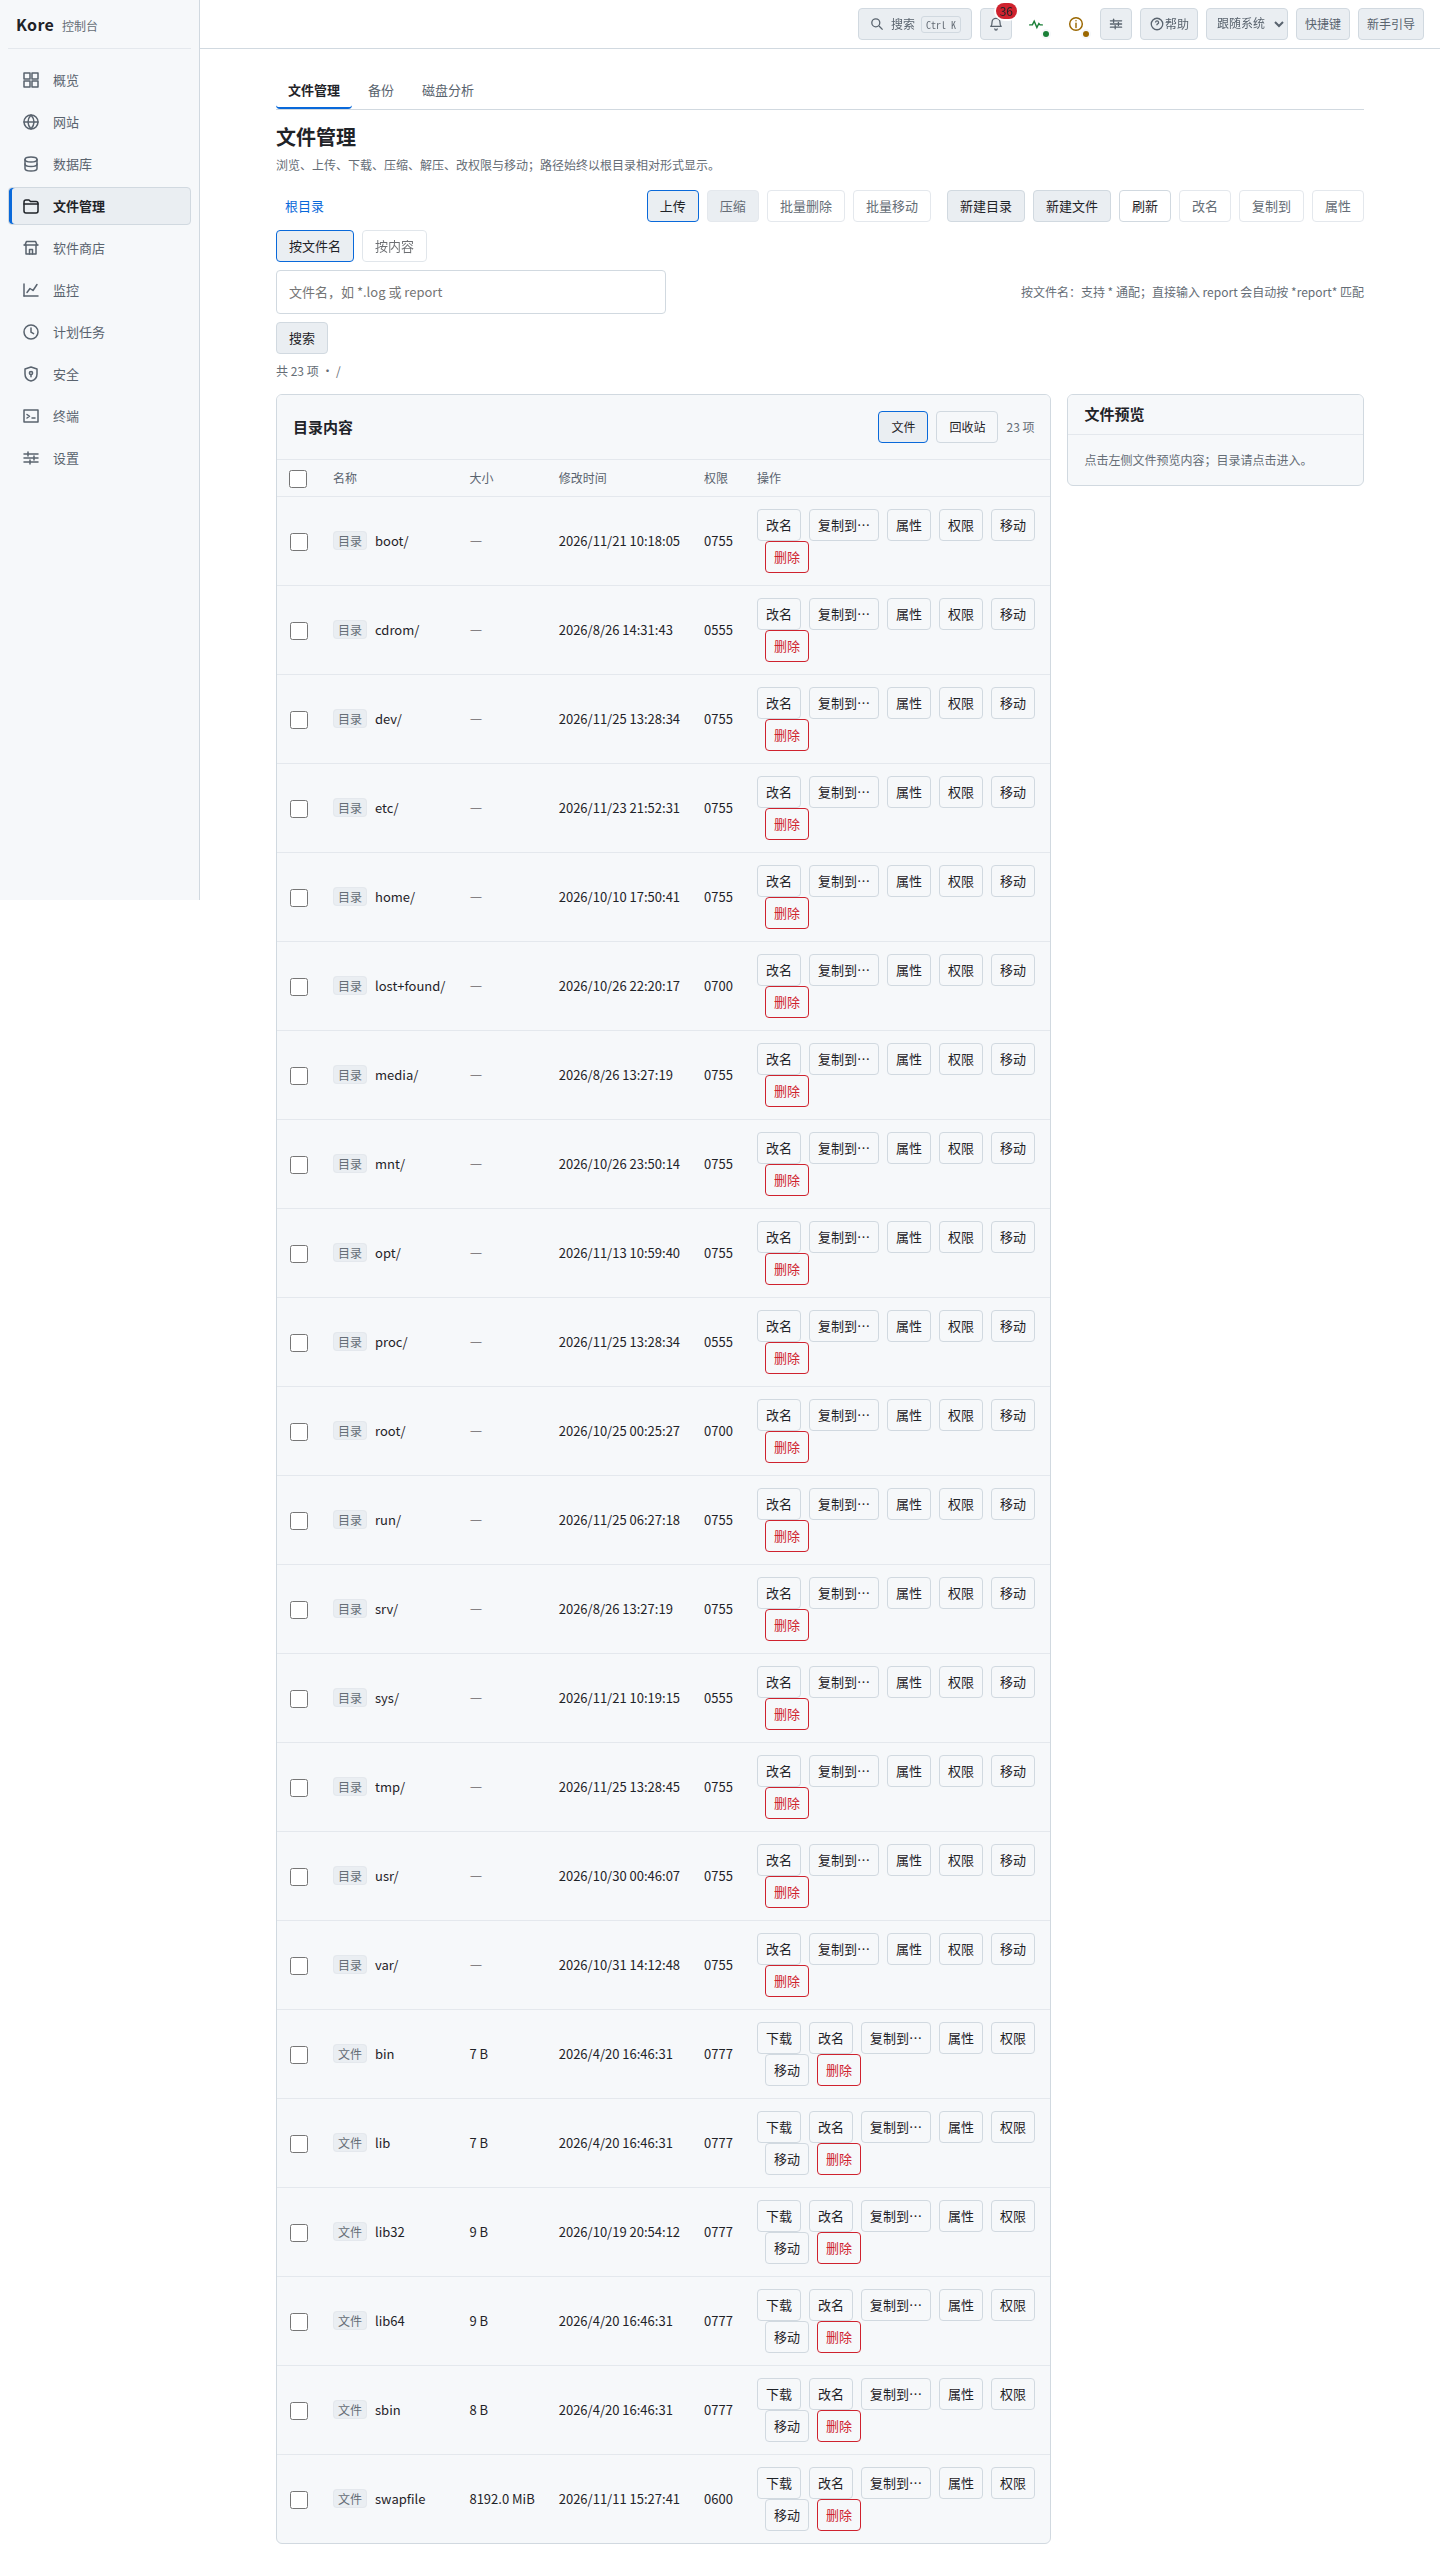 Kore 控制台
搜索 Ctrl K 36 帮助 跟随系统 快捷键 新手引导
概览
网站
数据库
文件管理
软件商店
监控
计划任务
安全
终端
设置
文件管理 备份 磁盘分析
文件管理
浏览、上传、下载、压缩、解压、改权限与移动；路径始终以根目录相对形式显示。
根目录 上传 压缩 批量删除 批量移动 新建目录 新建文件 刷新 改名 复制到 属性
按文件名 按内容
文件名，如 *.log 或 report
按文件名：支持 * 通配；直接输入 report 会自动按 *report* 匹配
搜索
共 23 项 · /
目录内容 文件 回收站 23 项
文件预览
点击左侧文件预览内容；目录请点击进入。
名称 大小 修改时间 权限 操作
目录 boot/ — 2026/11/21 10:18:05 0755 改名 复制到… 属性 权限 移动
删除
目录 cdrom/ — 2026/8/26 14:31:43 0555 改名 复制到… 属性 权限 移动
删除
目录 dev/ — 2026/11/25 13:28:34 0755 改名 复制到… 属性 权限 移动
删除
目录 etc/ — 2026/11/23 21:52:31 0755 改名 复制到… 属性 权限 移动
删除
目录 home/ — 2026/10/10 17:50:41 0755 改名 复制到… 属性 权限 移动
删除
目录 lost+found/ — 2026/10/26 22:20:17 0700 改名 复制到… 属性 权限 移动
删除
目录 media/ — 2026/8/26 13:27:19 0755 改名 复制到… 属性 权限 移动
删除
目录 mnt/ — 2026/10/26 23:50:14 0755 改名 复制到… 属性 权限 移动
删除
目录 opt/ — 2026/11/13 10:59:40 0755 改名 复制到… 属性 权限 移动
删除
目录 proc/ — 2026/11/25 13:28:34 0555 改名 复制到… 属性 权限 移动
删除
目录 root/ — 2026/10/25 00:25:27 0700 改名 复制到… 属性 权限 移动
删除
目录 run/ — 2026/11/25 06:27:18 0755 改名 复制到… 属性 权限 移动
删除
目录 srv/ — 2026/8/26 13:27:19 0755 改名 复制到… 属性 权限 移动
删除
目录 sys/ — 2026/11/21 10:19:15 0555 改名 复制到… 属性 权限 移动
删除
目录 tmp/ — 2026/11/25 13:28:45 0755 改名 复制到… 属性 权限 移动
删除
目录 usr/ — 2026/10/30 00:46:07 0755 改名 复制到… 属性 权限 移动
删除
目录 var/ — 2026/10/31 14:12:48 0755 改名 复制到… 属性 权限 移动
删除
文件 bin 7 B 2026/4/20 16:46:31 0777 下载 改名 复制到… 属性 权限
移动 删除
文件 lib 7 B 2026/4/20 16:46:31 0777 下载 改名 复制到… 属性 权限
移动 删除
文件 lib32 9 B 2026/10/19 20:54:12 0777 下载 改名 复制到… 属性 权限
移动 删除
文件 lib64 9 B 2026/4/20 16:46:31 0777 下载 改名 复制到… 属性 权限
移动 删除
文件 sbin 8 B 2026/4/20 16:46:31 0777 下载 改名 复制到… 属性 权限
移动 删除
文件 swapfile 8192.0 MiB 2026/11/11 15:27:41 0600 下载 改名 复制到… 属性 权限
移动 删除